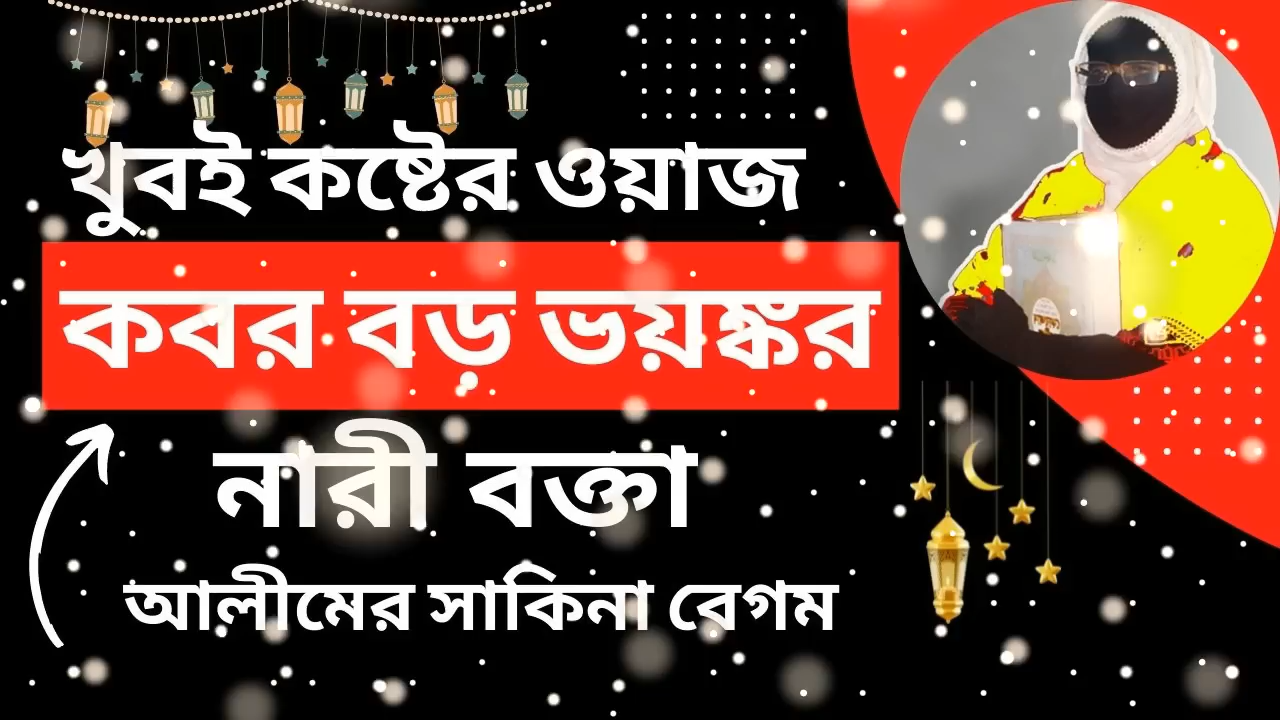 খুবই কষ্টের ওয়াজ
কবর বড় ভয়ঙ্কর
নারী বক্তা
আলীমের সাকিনা বেগম